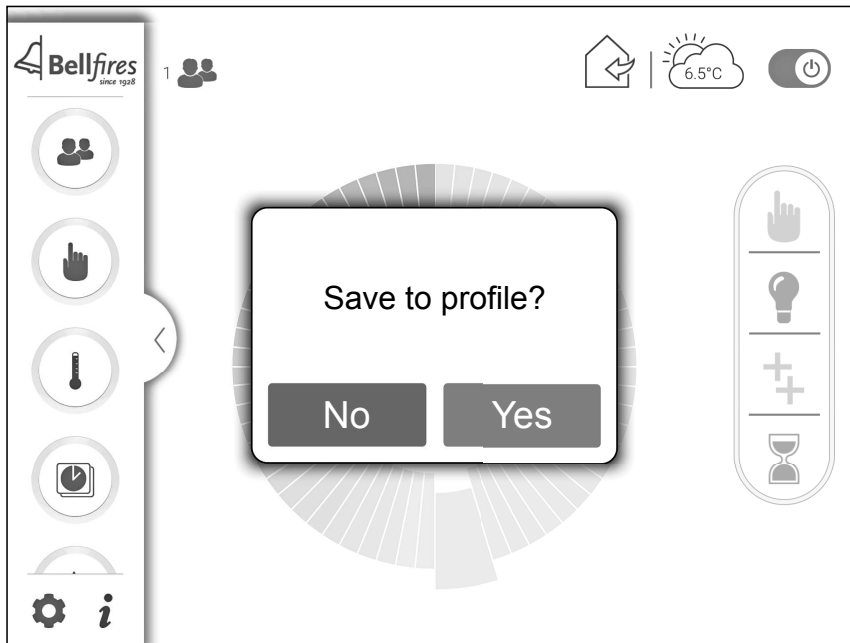 Bellfires
since 1928
1
6.5°C
Save to profile?
No
Yes
i